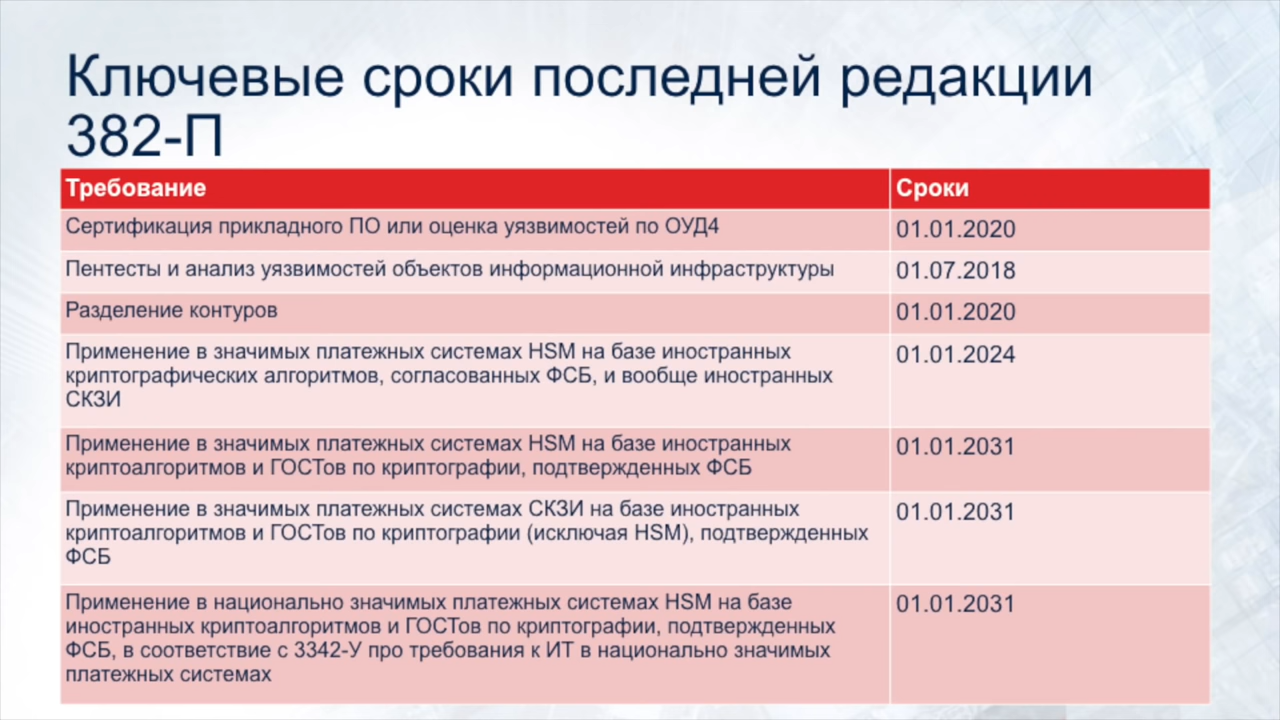 Ключевые сроки последней редакции
382-П
Требование
Сроки
Сертификация прикладного ПО или оценка уязвимостей по ОУД4
01.01.2020
Пентесты и анализ уязвимостей объектов информационной инфраструктуры
01.07.2018
Разделение контуров
01.01.2020
Применение в значимых платежных системах HSM на базе иностранных
криптографических алгоритмов, согласованных ФСБ, и вообще иностранных
СКЗИ
01.01.2024
Применение в значимых платежных системах HSM на базе иностранных
криптоалгоритмов и ГОСТов по криптографии, подтвержденных ФСБ
01.01.2031
Применение в значимых платежных системах СКЗИ на базе иностранных
криптоалгоритмов и ГОСТов по криптографии (исключая HSM), подтвержденных
ФСБ
01.01.2031
Применение в национально значимых платежных системах HSM на базе
иностранных криптоалгоритмов и ГОСТов по криптографии, подтвержденных
ФСБ, в соответствие с 3342-У про требования к ИТ в национально значимых
платежных системах
01.01.2031